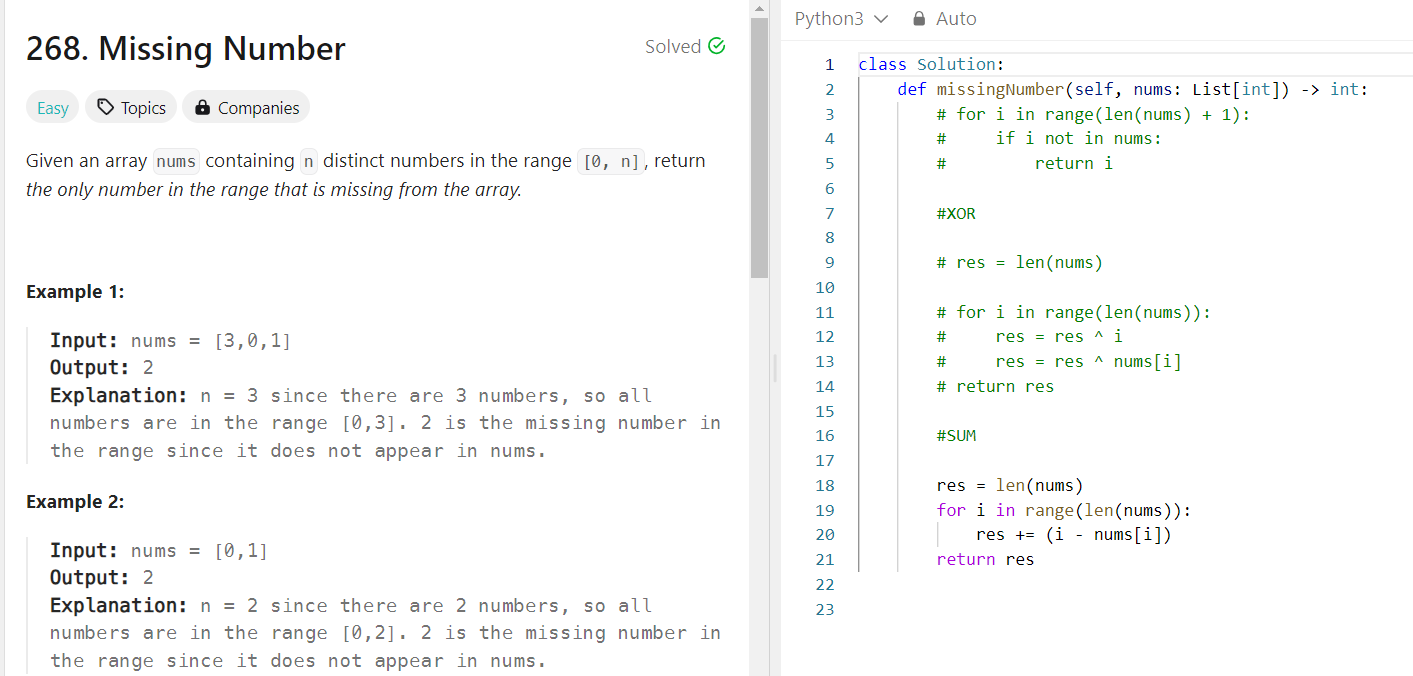 268. Missing Number
Solved
Easy
Topics
Companies
Given an array nums containing n distinct numbers in the range [0, n], return
the only number in the range that is missing from the array.
Example 1:
Input: nums = [3,0,1]
Output: 2
Explanation: n = 3 since there are 3 numbers, so all
numbers are in the range [0,3]. 2 is the missing number in
the range since it does not appear in nums.
Example 2:
Input: nums = [0,1]
Output: 2
Explanation: n = 2 since there are 2 numbers, so all
numbers are in the range [0,2]. 2 is the missing number in
the range since it does not appear in nums.
Python3
Auto
1 class Solution:
2     def missingNumber(self, nums: List[int]) -> int:
3         # for i in range(len(nums) + 1):
4         #     if i not in nums:
5         #         return i
6
7         #XOR
8
9         # res = len(nums)
10
11         # for i in range(len(nums)):
12         #     res = res ^ i
13         #     res = res ^ nums[i]
14         # return res
15
16         #SUM
17
18         res = len(nums)
19         for i in range(len(nums)):
20             res += (i - nums[i])
21         return res
22
23